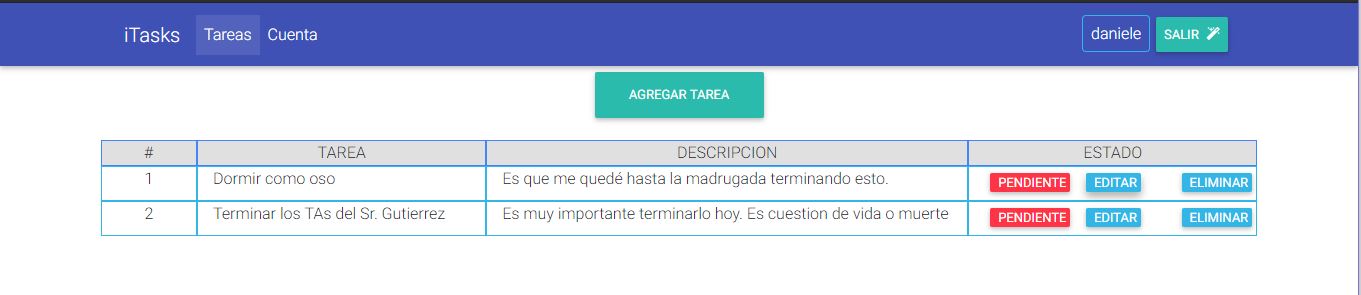 iTasks Tareas Cuenta daniele SALIR
AGREGAR TAREA
# TAREA DESCRIPCION ESTADO
1 Dormir como oso Es que me quedé hasta la madrugada terminando esto. PENDIENTE EDITAR ELIMINAR
2 Terminar los TAs del Sr. Gutierrez Es muy importante terminarlo hoy. Es cuestion de vida o muerte PENDIENTE EDITAR ELIMINAR